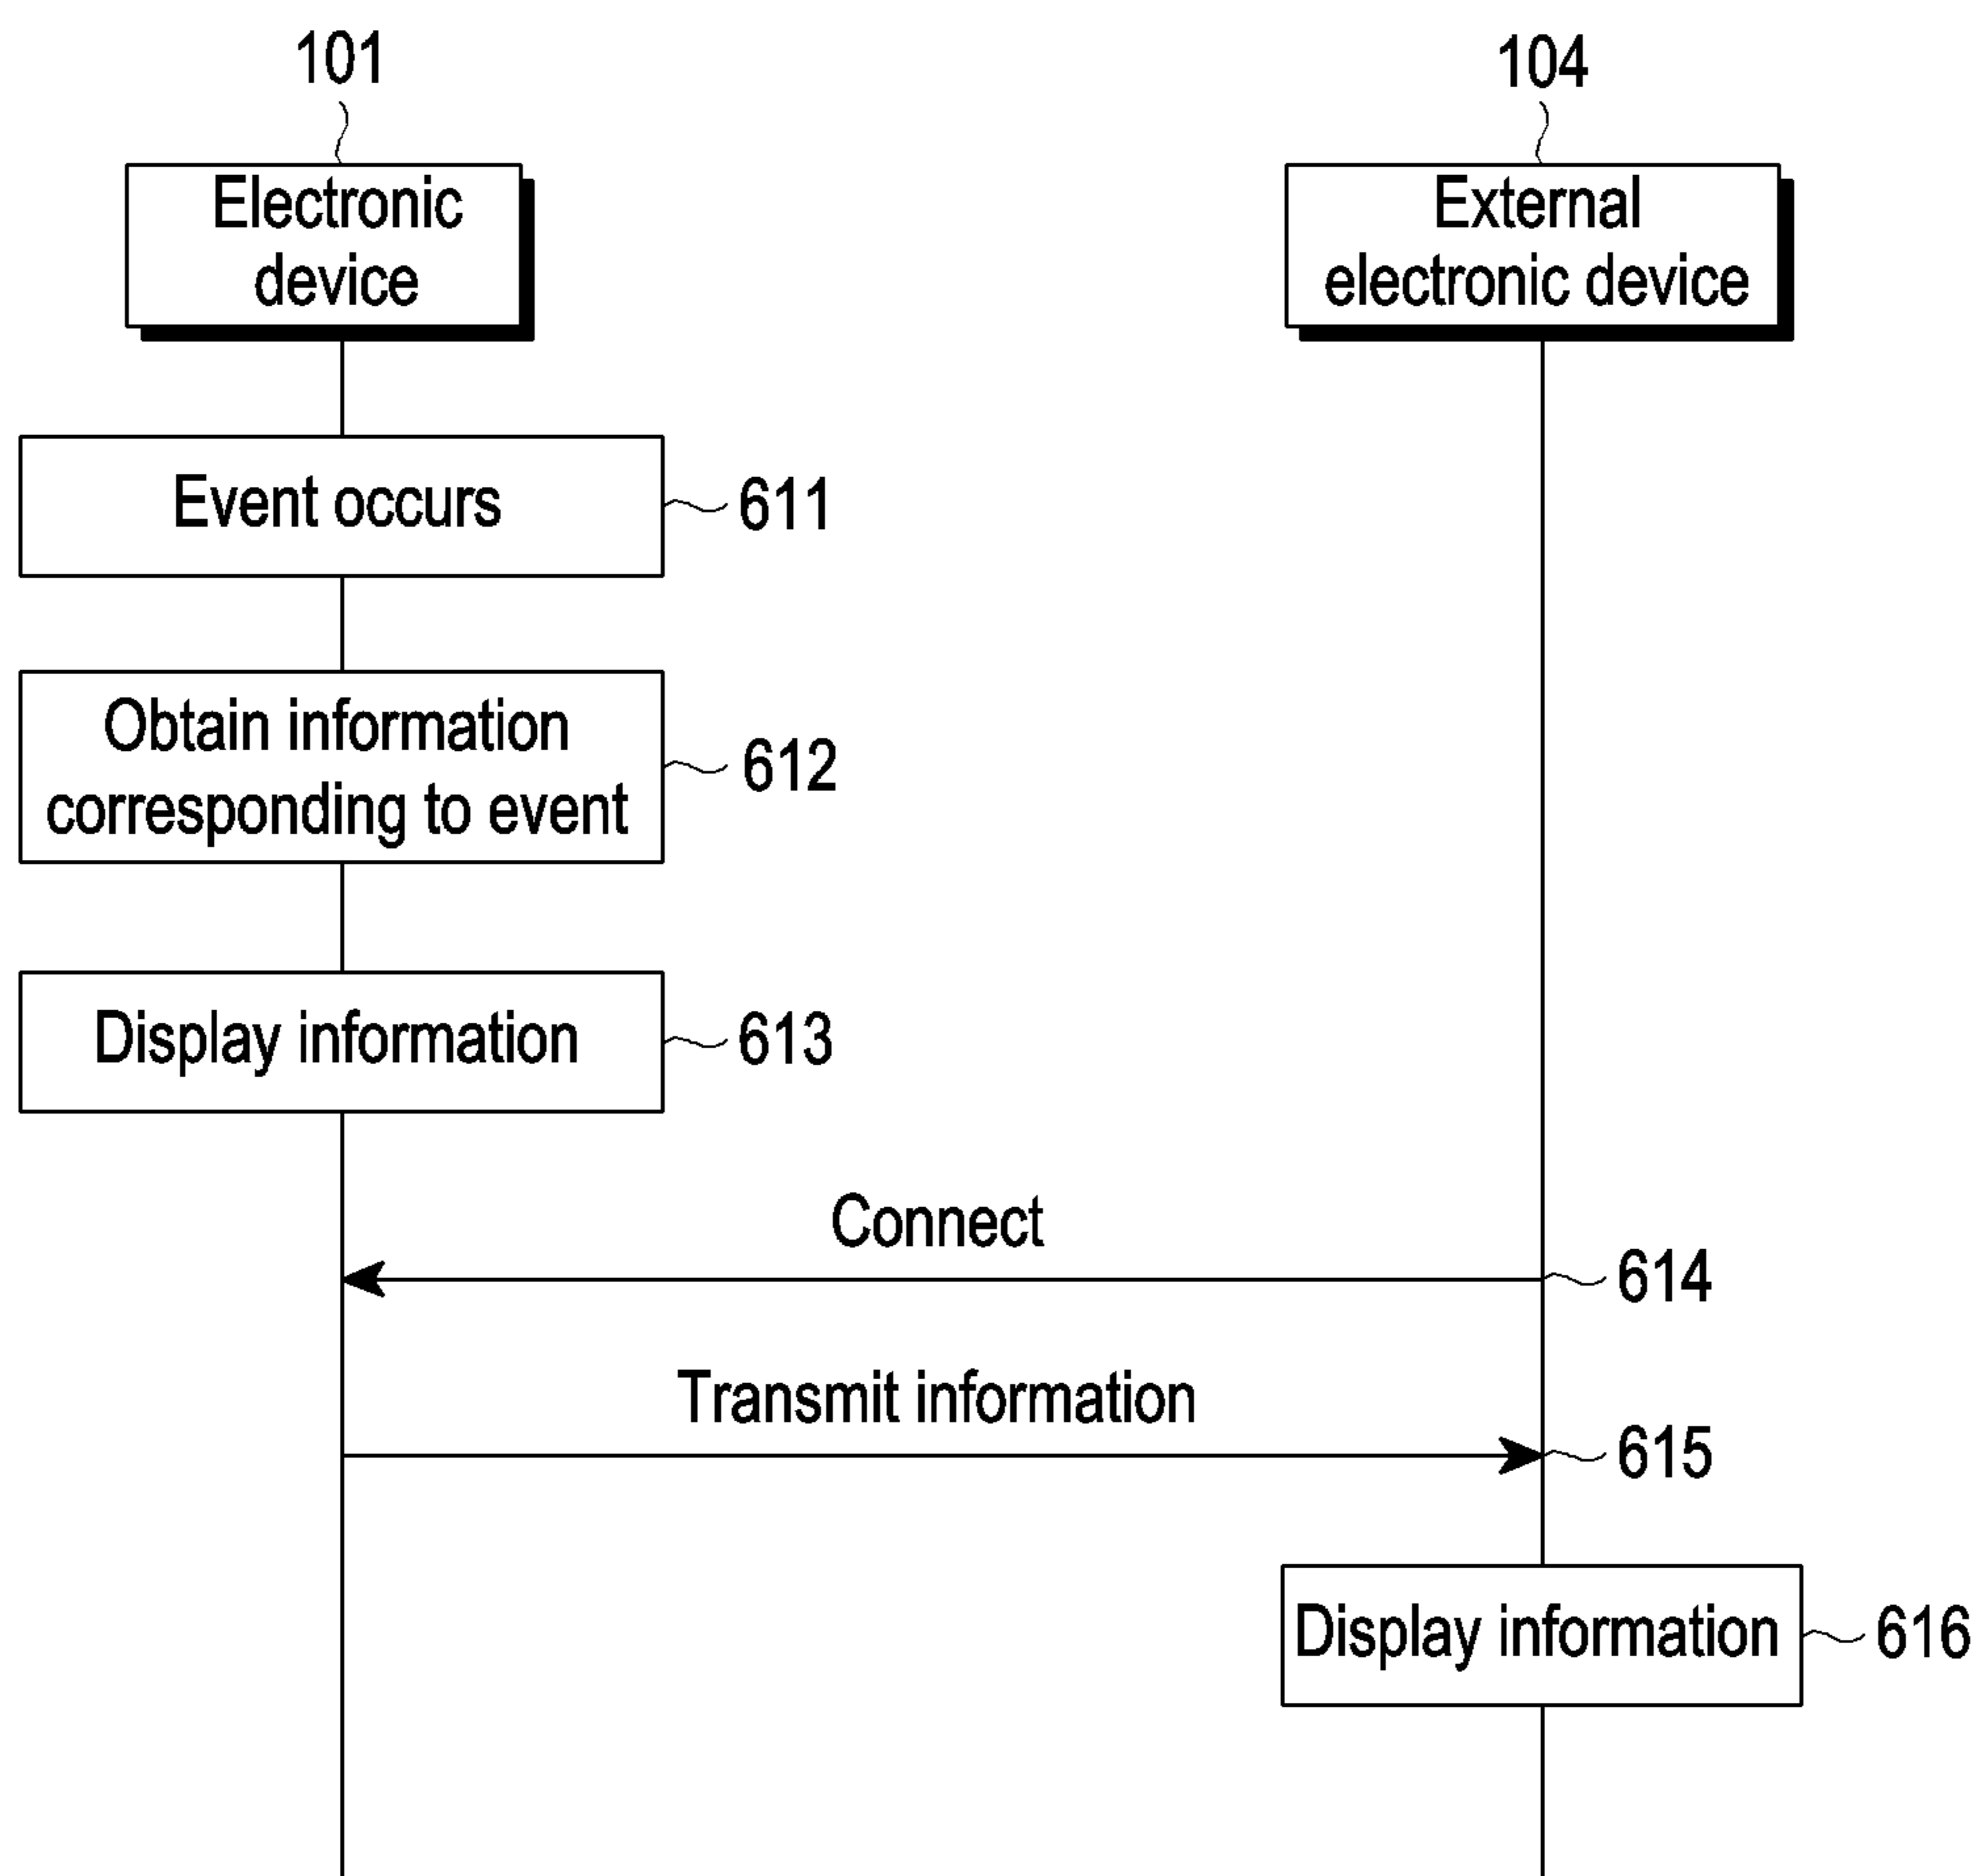 101
104
Electronic
device
External
electronic device
Event occurs
611
Obtain information
corresponding to event
612
Display information
613
Connect
614
Transmit information
615
Display information
616